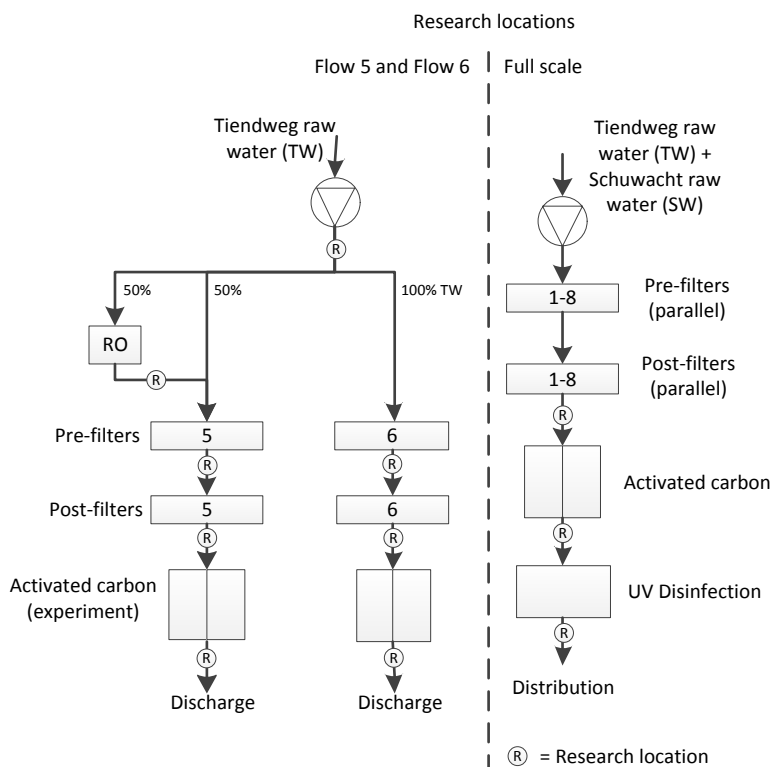 Research locations
Flow 5 and Flow 6
Full scale
Tiendweg raw
water (TW)
Tiendweg raw
water (TW) +
Schuwacht raw
water (SW)
R
50%
50%
100% TW
RO
R
Pre-filters
5
6
R
R
Post-filters
5
6
R
R
Activated carbon
(experiment)
R
R
Discharge
Discharge
1-8
Pre-filters
(parallel)
1-8
Post-filters
(parallel)
R
Activated carbon
R
UV Disinfection
R
Distribution
R = Research location